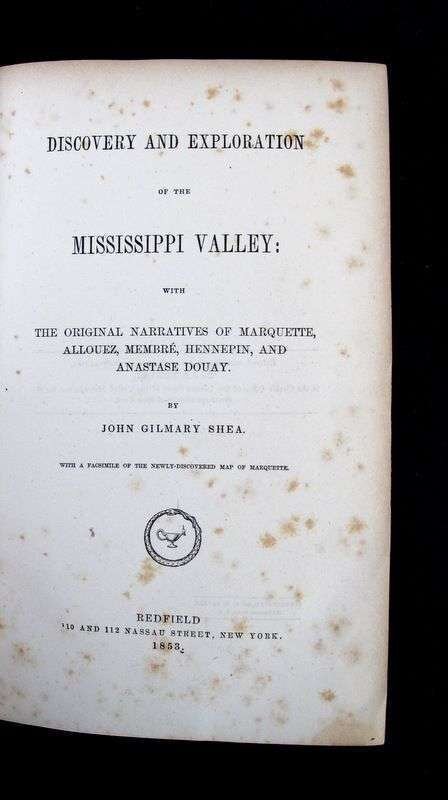 DISCOVERY AND EXPLORATION
OF THE
MISSISSIPPI VALLEY:
WITH
THE ORIGINAL NARRATIVES OF MARQUETTE,
ALLOUEZ, MEMBRÉ, HENNEPIN, AND
ANASTASE DOUAY.
BY
JOHN GILMARY SHEA.
WITH A FACSIMILE OF THE NEWLY-DISCOVERED MAP OF MARQUETTE.
REDFIELD
110 AND 112 NASSAU STREET, NEW YORK.
1853.